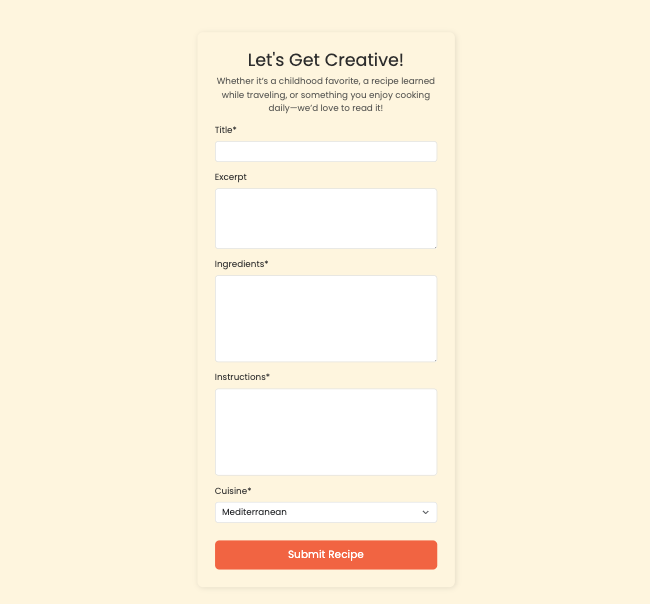 Let's Get Creative!
Whether it’s a childhood favorite, a recipe learned
while traveling, or something you enjoy cooking
daily—we’d love to read it!
Title*
Excerpt
Ingredients*
Instructions*
Cuisine*
Mediterranean
Submit Recipe